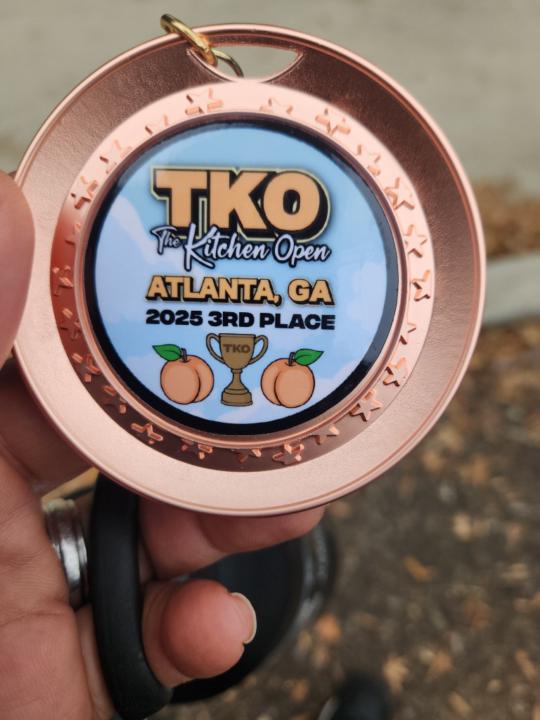 TKO
The Kitchen Open
ATLANTA, GA
2025 3RD PLACE
TKO